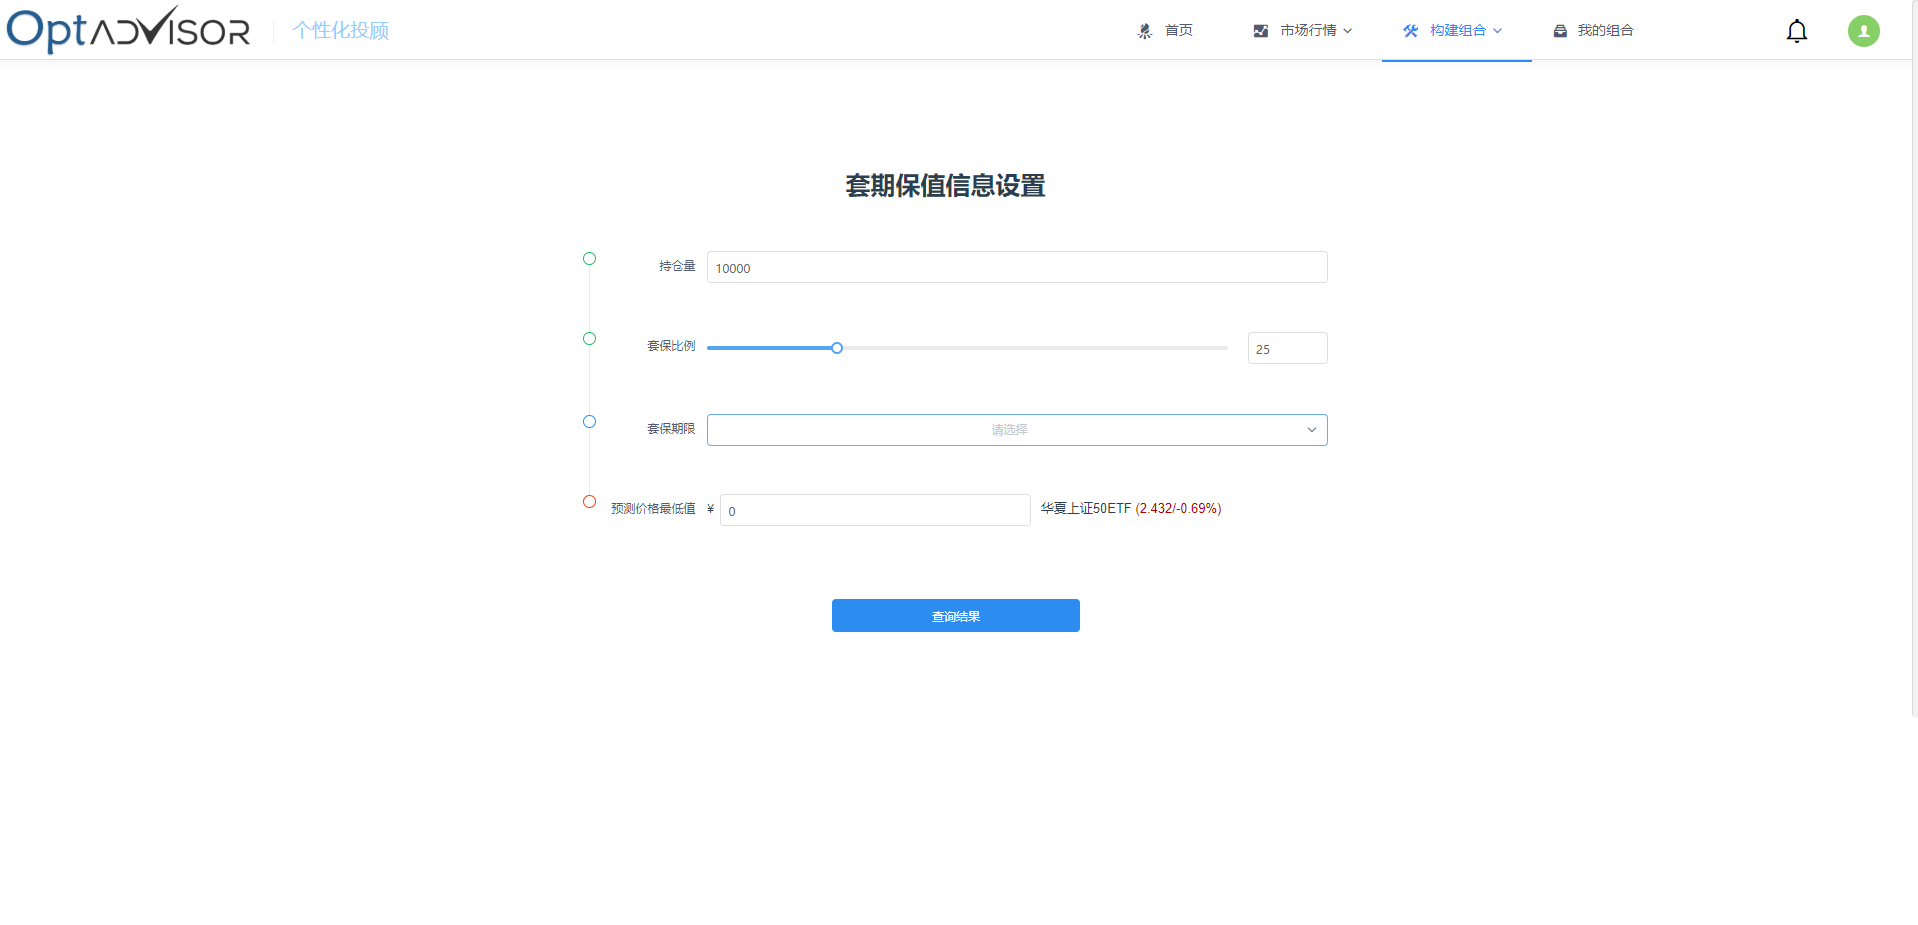 OptADVISOR 个性化投顾 首页 市场行情 构建组合 我的组合
套期保值信息设置
持仓量 10000
套保比例 25
套保期限 请选择
预测价格最低值 ¥ 0 华夏上证50ETF (2.432/-0.69%)
查询结果